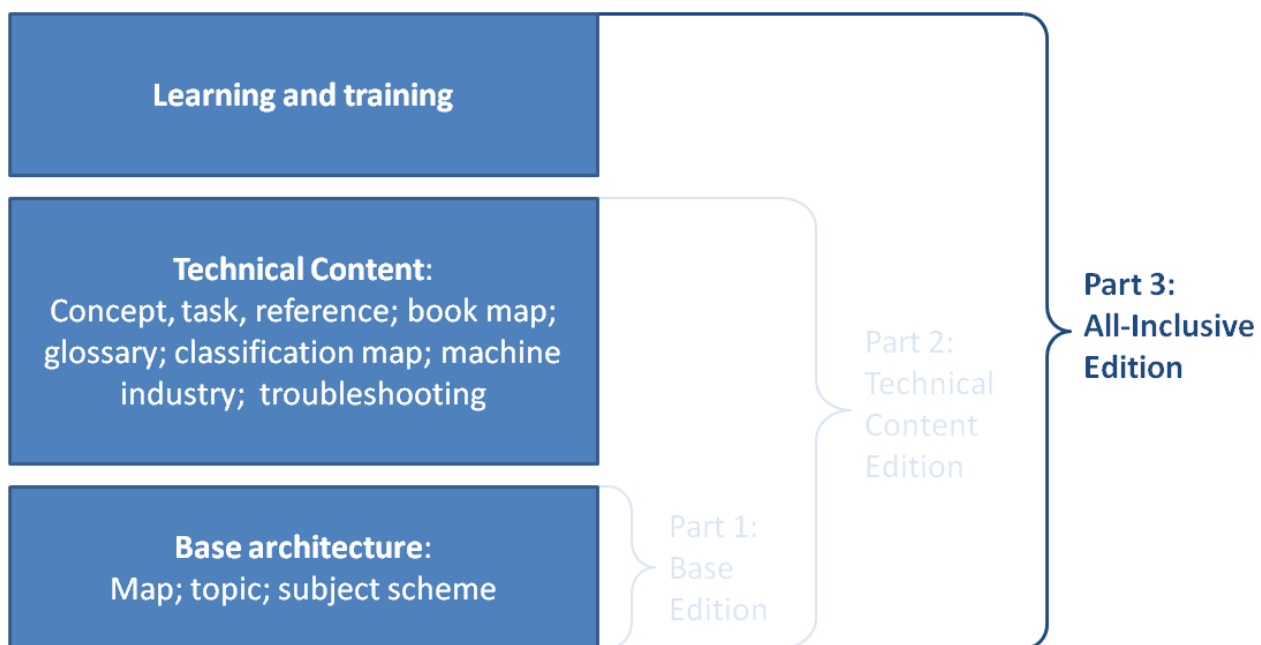 Learning and training
Technical Content:
Concept, task, reference; book map;
glossary; classification map; machine
industry; troubleshooting
Base architecture:
Map; topic; subject scheme
Part 1:
Base
Edition
Part 2:
Technical
Content
Edition
Part 3:
All-Inclusive
Edition